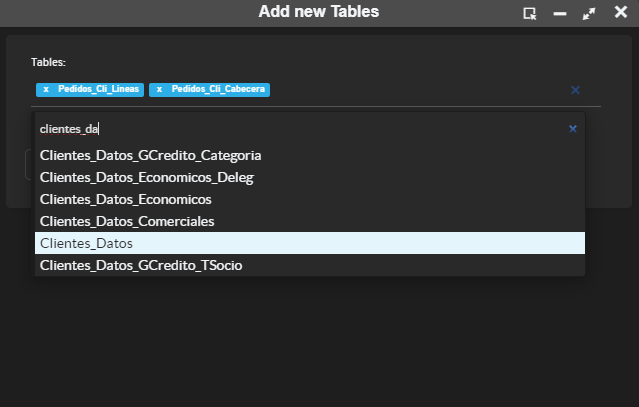 Add new Tables
Tables:
x Pedidos_Cli_Lineas x Pedidos_Cli_Cabecera
clientes_da
Clientes_Datos_GCredito_Categoria
Clientes_Datos_Economicos_Deleg
Clientes_Datos_Economicos
Clientes_Datos_Comerciales
Clientes_Datos
Clientes_Datos_GCredito_TSocio